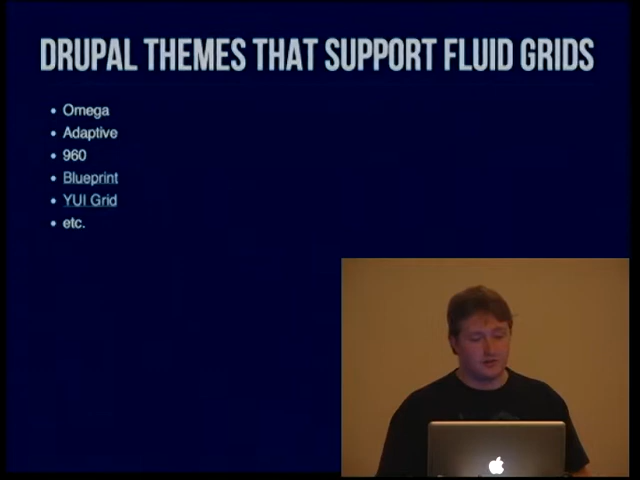 DRUPAL THEMES THAT SUPPORT FLUID GRIDS
• Omega
• Adaptive
• 960
• Blueprint
• YUI Grid
• etc.